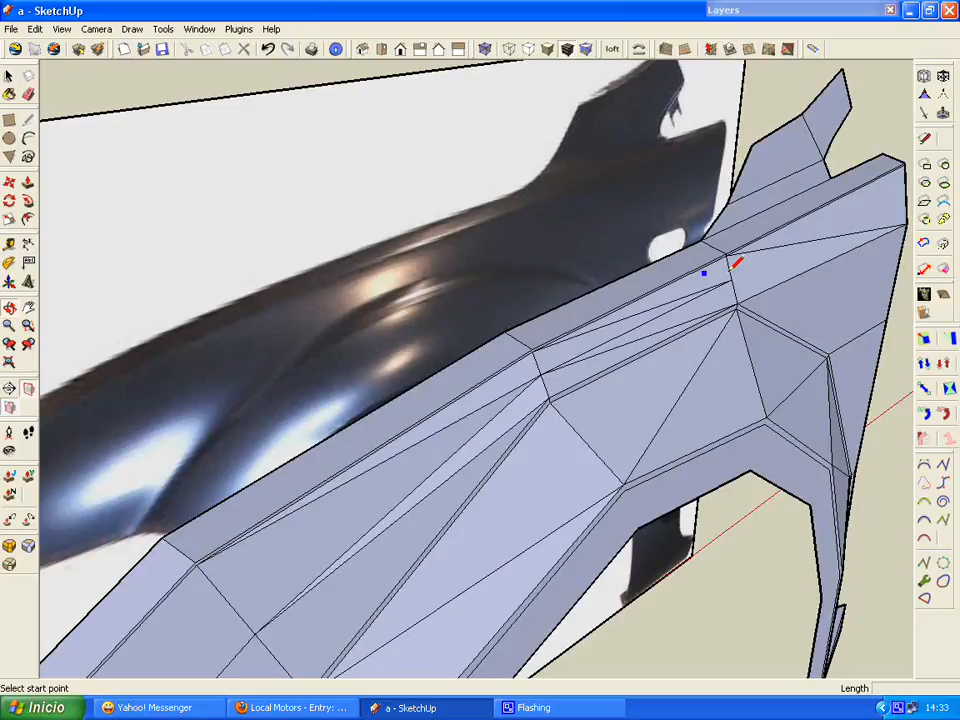 a - SketchUp
Layers
File Edit View Camera Draw Tools Window Plugins Help
loft
Select start point
Length
Inicio
Yahoo! Messenger
Local Motors - Entry: ...
a - SketchUp
Flashing
14:33